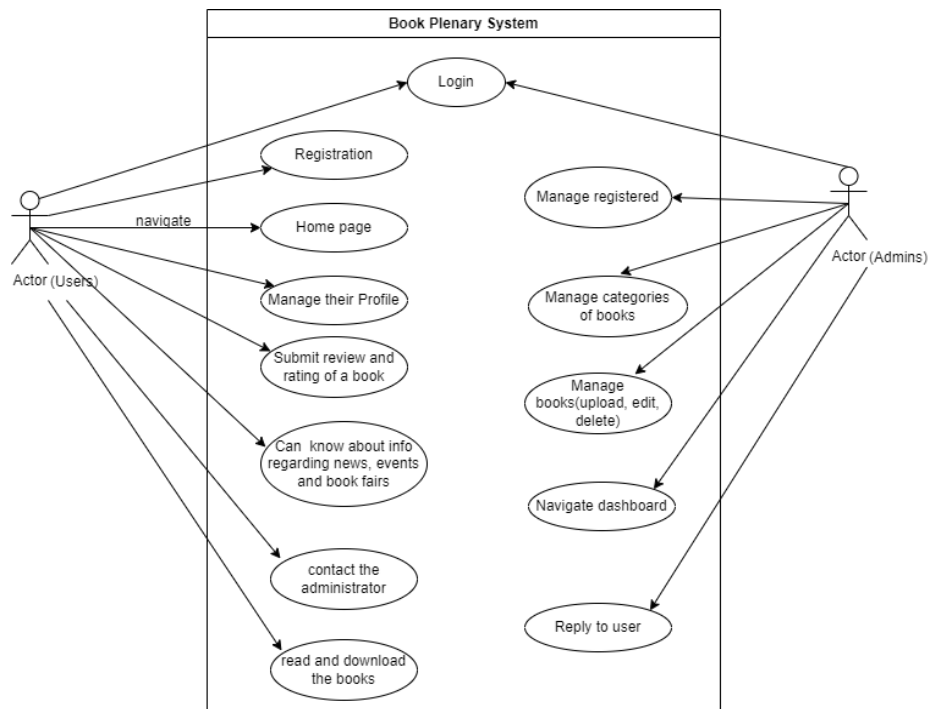 Book Plenary System
Login
Registration
navigate
Home page
Actor (Users)
Manage their Profile
Submit review and
rating of a book
Can know about info
regarding news, events
and book fairs
contact the
administrator
read and download
the books
Manage registered
Actor (Admins)
Manage categories
of books
Manage
books(upload, edit,
delete)
Navigate dashboard
Reply to user